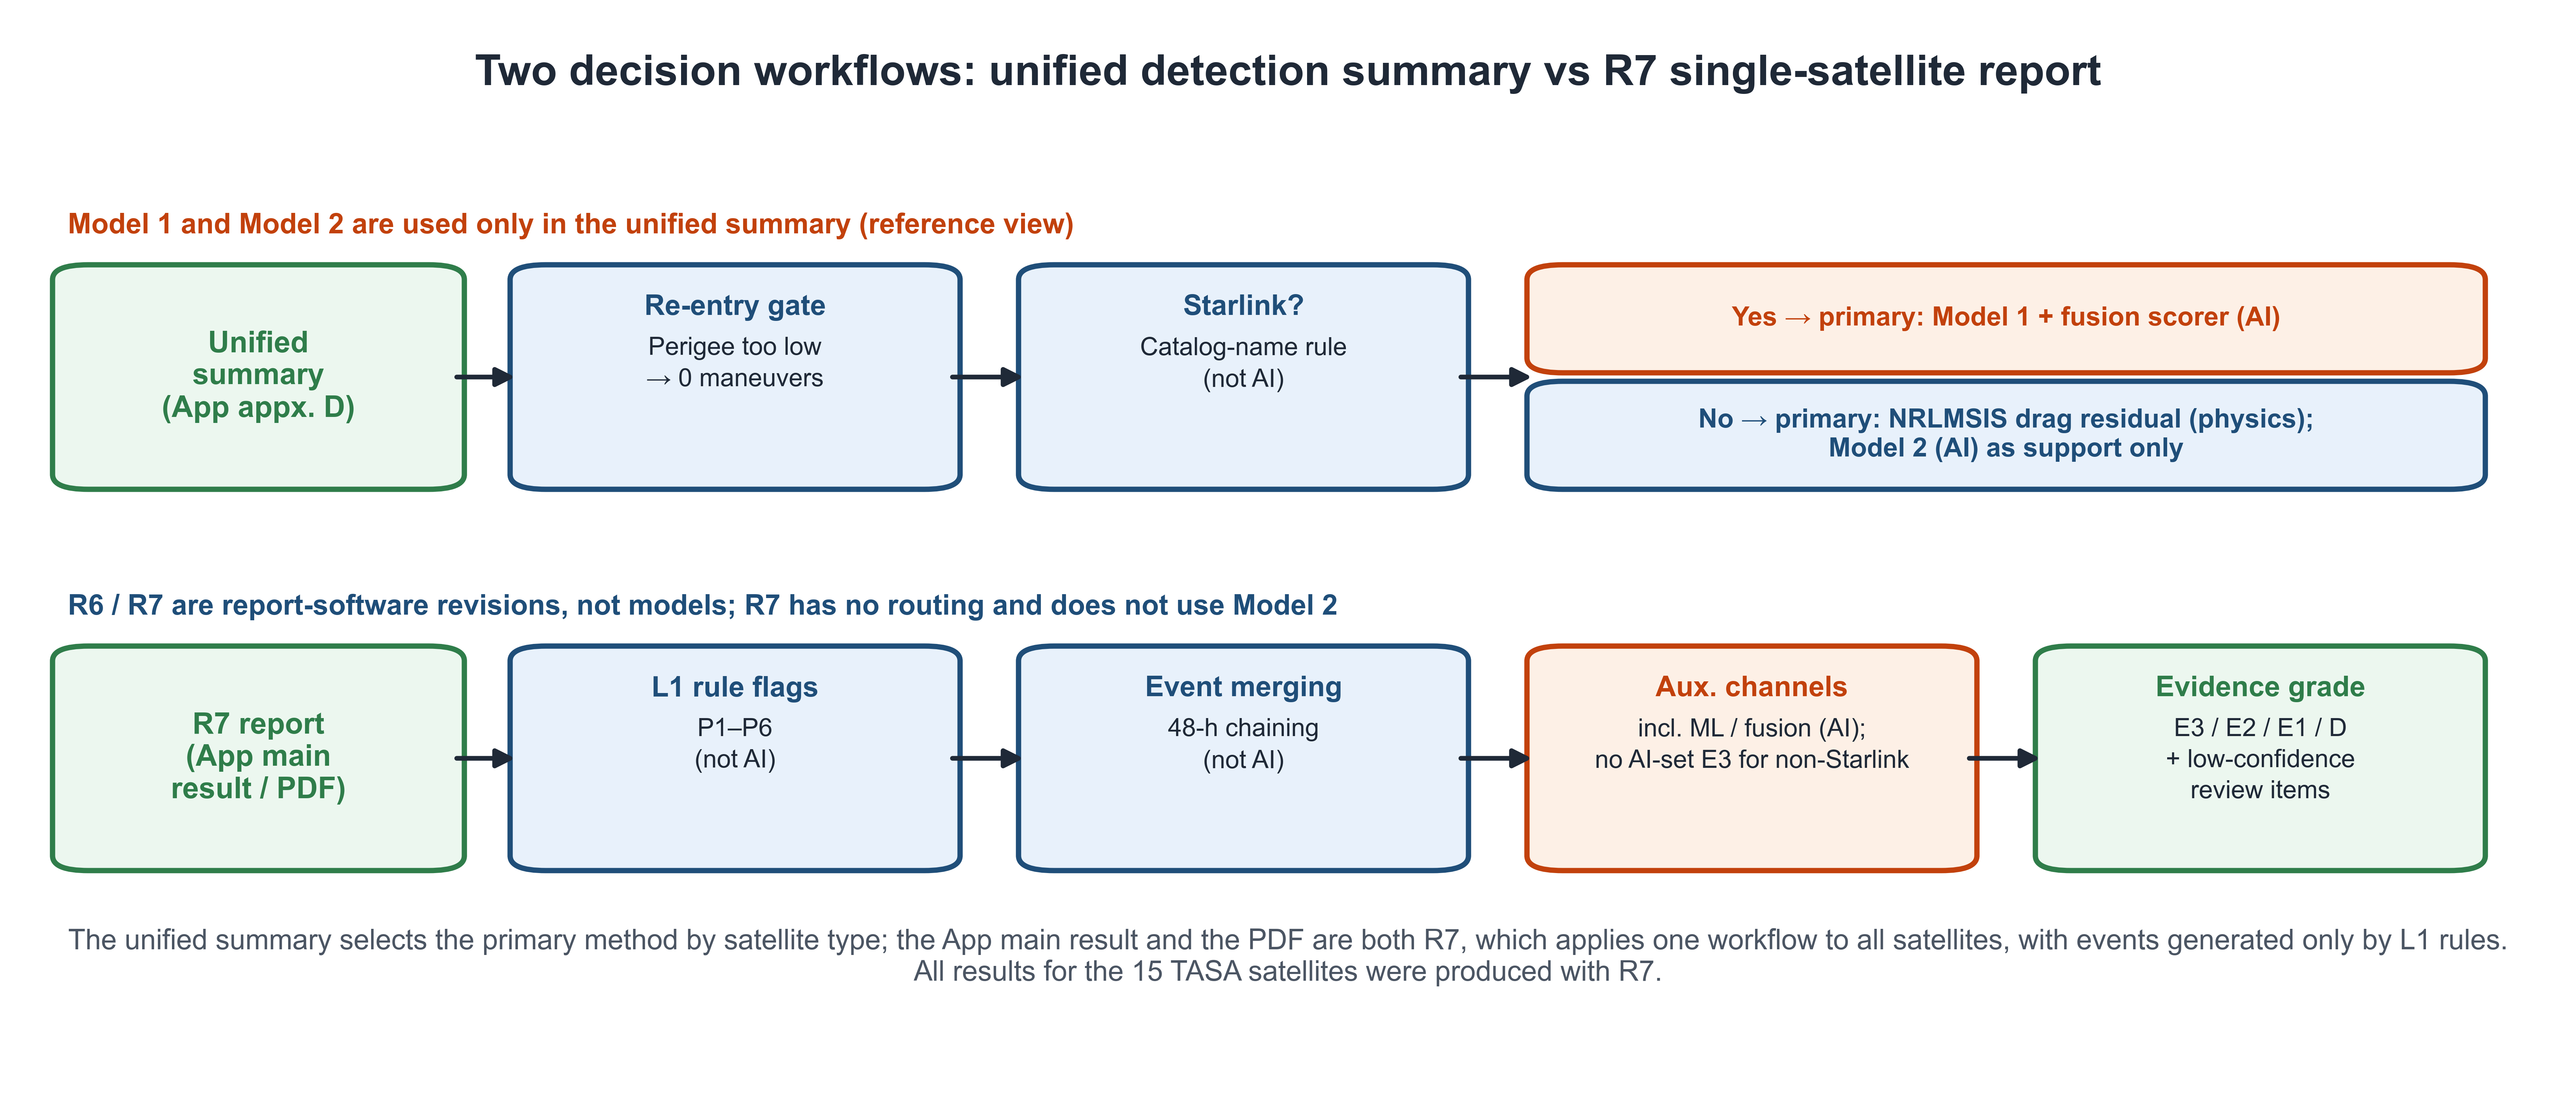 Two decision workflows: unified detection summary vs R7 single-satellite report
Model 1 and Model 2 are used only in the unified summary (reference view)
Unified
summary
(App appx. D)
Re-entry gate
Perigee too low
→ 0 maneuvers
Starlink?
Catalog-name rule
(not AI)
Yes → primary: Model 1 + fusion scorer (AI)
No → primary: NRLMSIS drag residual (physics);
Model 2 (AI) as support only
R6 / R7 are report-software revisions, not models; R7 has no routing and does not use Model 2
R7 report
(App main
result / PDF)
L1 rule flags
P1–P6
(not AI)
Event merging
48-h chaining
(not AI)
Aux. channels
incl. ML / fusion (AI);
no AI-set E3 for non-Starlink
Evidence grade
E3 / E2 / E1 / D
+ low-confidence
review items
The unified summary selects the primary method by satellite type; the App main result and the PDF are both R7, which applies one workflow to all satellites, with events generated only by L1 rules.
All results for the 15 TASA satellites were produced with R7.